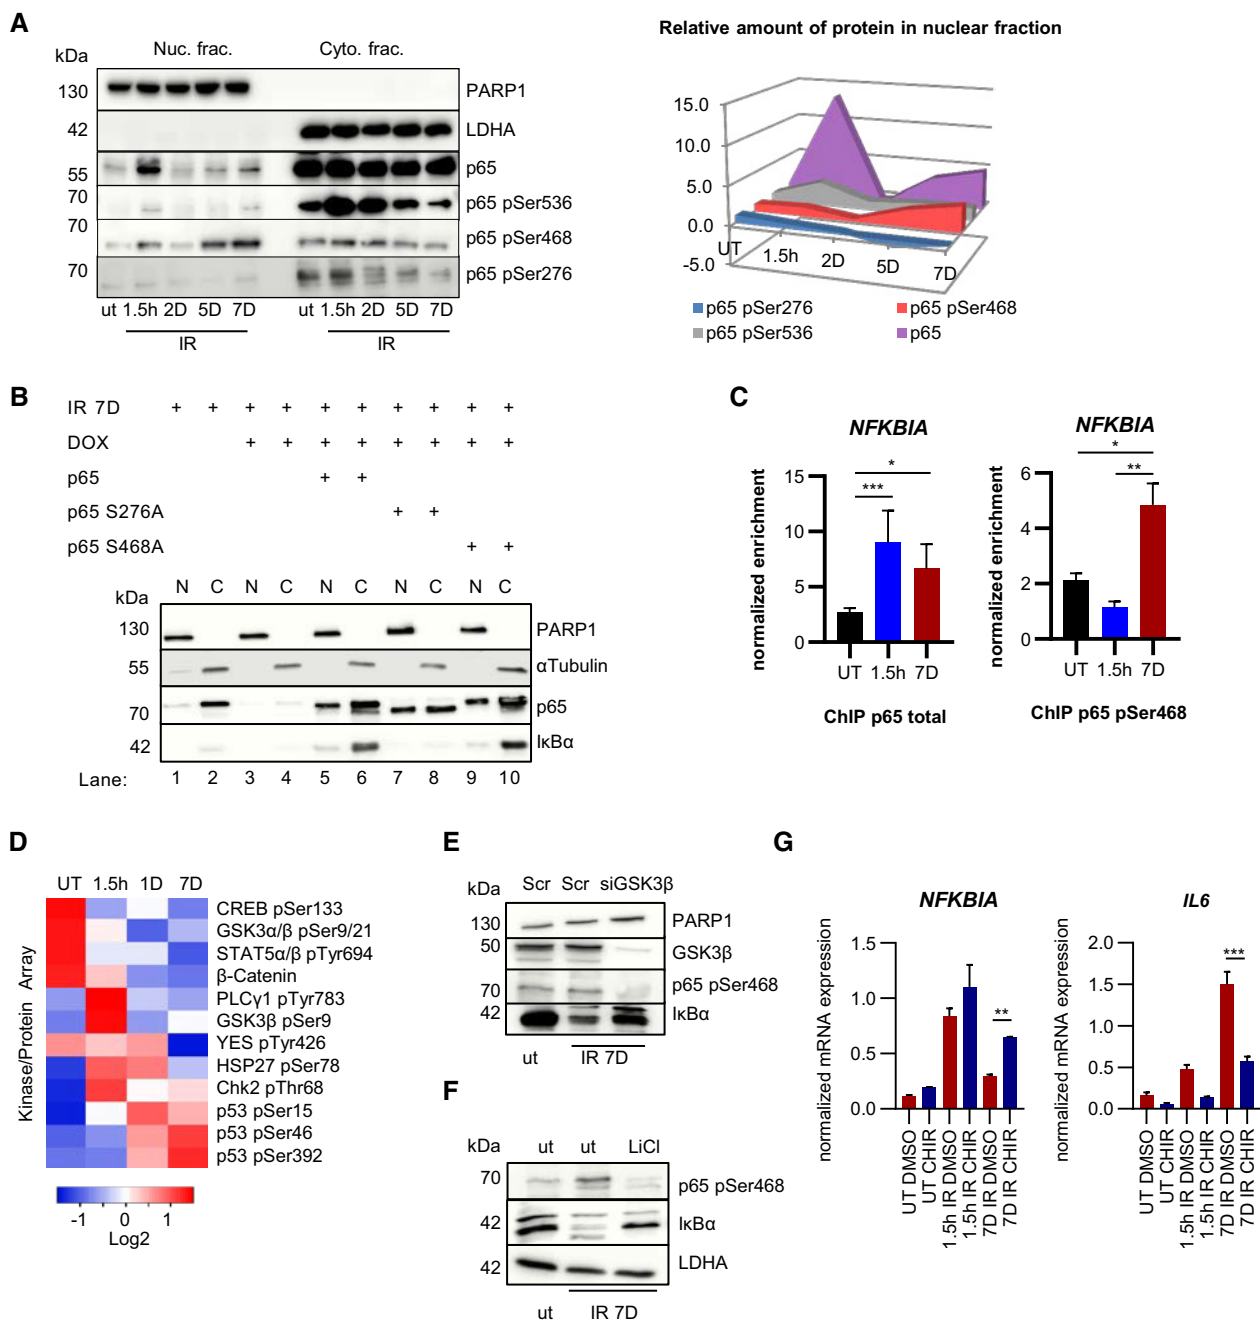 A
Nuc. frac.
Cyto. frac.
kDa
130
PARP1
42
LDHA
55
p65
70
p65 pSer536
70
p65 pSer468
70
p65 pSer276
ut 1.5h 2D 5D 7D
ut 1.5h 2D 5D 7D
IR
IR
Relative amount of protein in nuclear fraction
15.0
10.0
5.0
0.0
-5.0
UT
1.5h
2D
5D
7D
p65 pSer276
p65 pSer468
p65 pSer536
p65
B
IR 7D + + + + + + + + + +
DOX + + + + + + + +
p65 + +
p65 S276A + +
p65 S468A + +
N C N C N C N C N C
kDa
130
PARP1
55
αTubulin
70
p65
42
IκBα
Lane: 1 2 3 4 5 6 7 8 9 10
C
NFKBIA
normalized enrichment
15
10
5
0
*
***
UT 1.5h 7D
ChIP p65 total
NFKBIA
normalized enrichment
6
4
2
0
*
**
UT 1.5h 7D
ChIP p65 pSer468
D
UT 1.5h 1D 7D
Kinase/Protein Array
CREB pSer133
GSK3α/β pSer9/21
STAT5α/β pTyr694
β-Catenin
PLCγ1 pTyr783
GSK3β pSer9
YES pTyr426
HSP27 pSer78
Chk2 pThr68
p53 pSer15
p53 pSer46
p53 pSer392
-1 0 1
Log2
E
kDa
Scr Scr siGSK3β
130
PARP1
50
GSK3β
70
p65 pSer468
42
IκBα
ut
IR 7D
F
kDa
ut ut LiCl
70
p65 pSer468
42
IκBα
42
LDHA
ut
IR 7D
G
NFKBIA
normalized mRNA expression
1.5
1.0
0.5
0.0
**
UT DMSO
UT CHIR
1.5h IR DMSO
1.5h IR CHIR
7D IR DMSO
7D IR CHIR
IL6
normalized mRNA expression
2.0
1.5
1.0
0.5
0.0
***
UT DMSO
UT CHIR
1.5h IR DMSO
1.5h IR CHIR
7D IR DMSO
7D IR CHIR